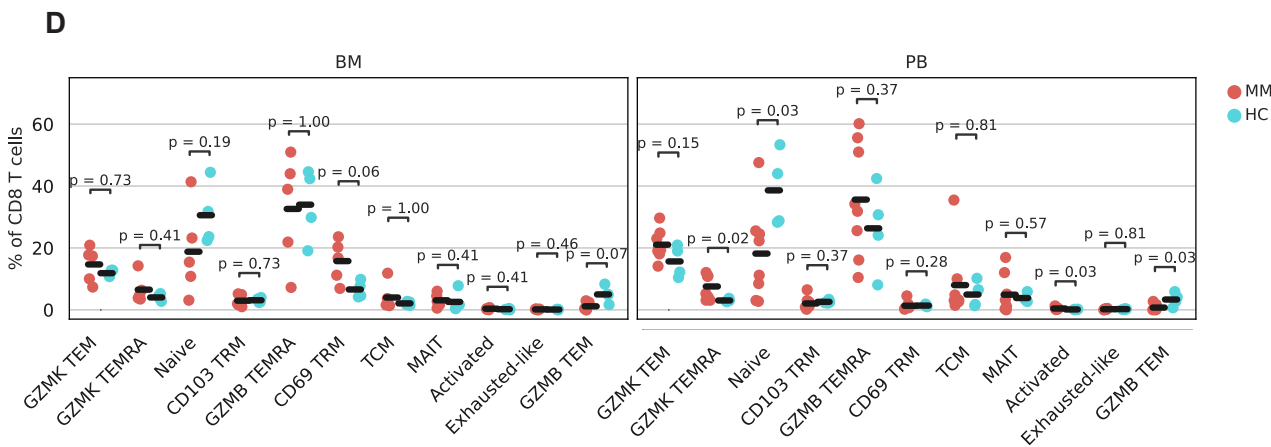 D
BM
PB
MM
HC
% of CD8 T cells
60
40
20
0
p = 0.73
p = 0.41
p = 0.19
p = 0.73
p = 1.00
p = 0.06
p = 1.00
p = 0.41
p = 0.41
p = 0.46
p = 0.07
p = 0.15
p = 0.02
p = 0.03
p = 0.37
p = 0.37
p = 0.28
p = 0.81
p = 0.57
p = 0.03
p = 0.81
p = 0.03
GZMK TEM
GZMK TEMRA
Naive
CD103 TRM
GZMB TEMRA
CD69 TRM
TCM
MAIT
Activated
Exhausted-like
GZMB TEM
GZMK TEM
GZMK TEMRA
Naive
CD103 TRM
GZMB TEMRA
CD69 TRM
TCM
MAIT
Activated
Exhausted-like
GZMB TEM